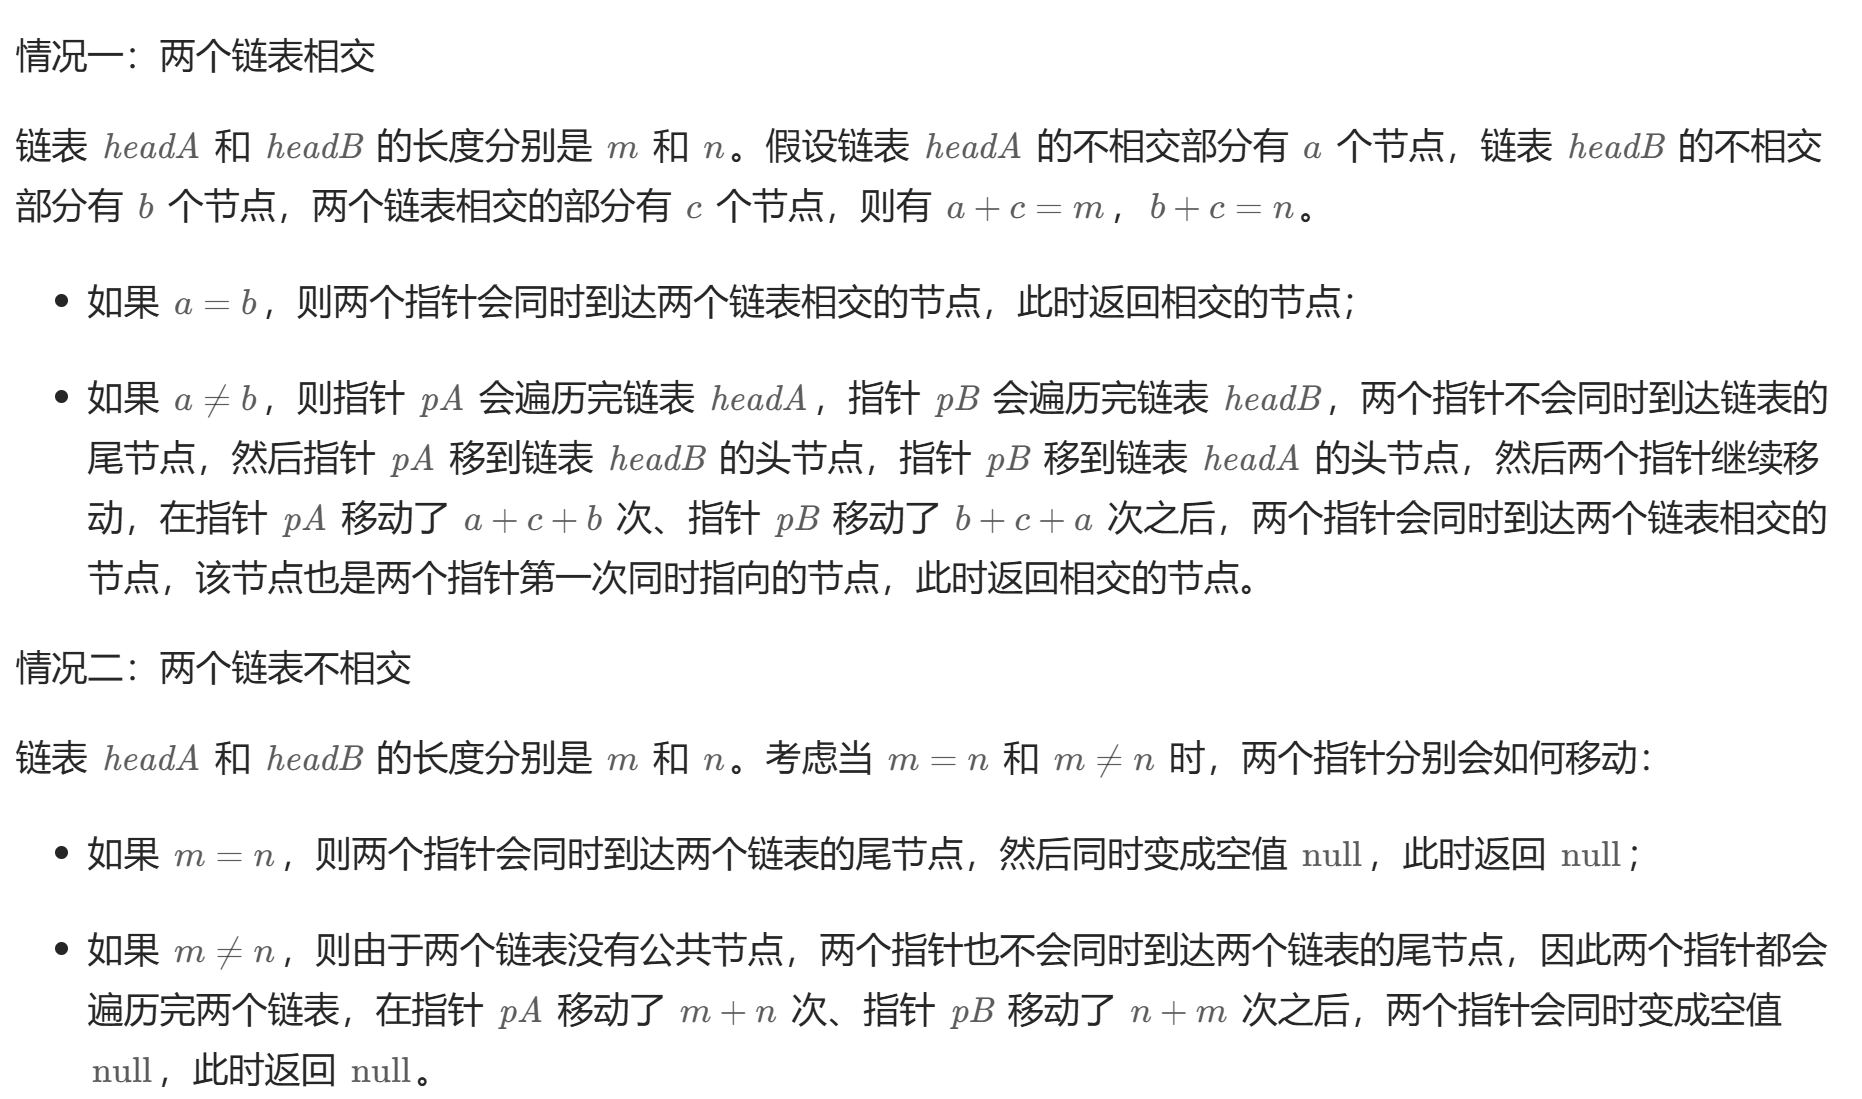 情况一：两个链表相交
链表 headA 和 headB 的长度分别是 m 和 n。假设链表 headA 的不相交部分有 a 个节点，链表 headB 的不相交
部分有 b 个节点，两个链表相交的部分有 c 个节点，则有 a + c = m，b + c = n。
• 如果 a = b，则两个指针会同时到达两个链表相交的节点，此时返回相交的节点；
• 如果 a ≠ b，则指针 pA 会遍历完链表 headA，指针 pB 会遍历完链表 headB，两个指针不会同时到达链表的
尾节点，然后指针 pA 移到链表 headB 的头节点，指针 pB 移到链表 headA 的头节点，然后两个指针继续移
动，在指针 pA 移动了 a + c + b 次、指针 pB 移动了 b + c + a 次之后，两个指针会同时到达两个链表相交的
节点，该节点也是两个指针第一次同时指向的节点，此时返回相交的节点。
情况二：两个链表不相交
链表 headA 和 headB 的长度分别是 m 和 n。考虑当 m = n 和 m ≠ n 时，两个指针分别会如何移动：
• 如果 m = n，则两个指针会同时到达两个链表的尾节点，然后同时变成空值 null，此时返回 null；
• 如果 m ≠ n，则由于两个链表没有公共节点，两个指针也不会同时到达两个链表的尾节点，因此两个指针都会
遍历完两个链表，在指针 pA 移动了 m + n 次、指针 pB 移动了 n + m 次之后，两个指针会同时变成空值
null，此时返回 null。